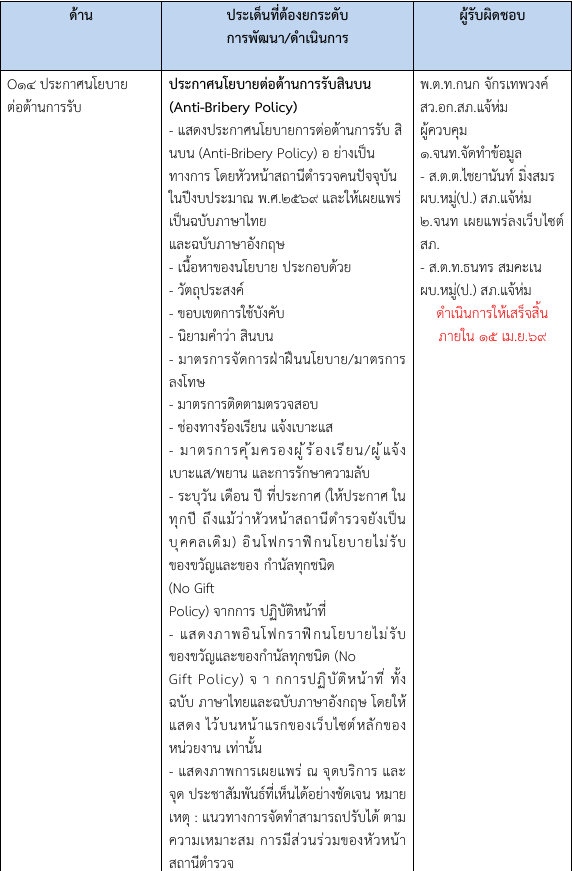 ด้าน
ประเด็นที่ต้องยกระดับ
การพัฒนา/ดำเนินการ
ผู้รับผิดชอบ
O๑๔ ประกาศนโยบาย
ต่อต้านการรับ
ประกาศนโยบายต่อต้านการรับสินบน
(Anti-Bribery Policy)
- แสดงประกาศนโยบายการต่อต้านการรับ สิ
นบน (Anti-Bribery Policy) อ ย่างเป็น
ทางการ โดยหัวหน้าสถานีตำรวจคนปัจจุบัน
ในปีงบประมาณ พ.ศ.๒๕๖๙ และให้เผยแพร่
เป็นฉบับภาษาไทย
และฉบับภาษาอังกฤษ
- เนื้อหาของนโยบาย ประกอบด้วย
- วัตถุประสงค์
- ขอบเขตการใช้บังคับ
- นิยามคำว่า สินบน
- มาตรการจัดการฝ่าฝืนนโยบาย/มาตรการ
ลงโทษ
- มาตรการติดตามตรวจสอบ
- ช่องทางร้องเรียน แจ้งเบาะแส
- มาตรการคุ้มครองผู้ร้องเรียน/ผู้แจ้ง
เบาะแส/พยาน และการรักษาความลับ
- ระบุวัน เดือน ปี ที่ประกาศ (ให้ประกาศ ใน
ทุกปี ถึงแม้ว่าหัวหน้าสถานีตำรวจยังเป็น
บุคคลเดิม) อินโฟกราฟิกนโยบายไม่รับ
ของขวัญและของ กำนัลทุกชนิด
(No Gift
Policy) จากการ ปฏิบัติหน้าที่
- แสดงภาพอินโฟกราฟิกนโยบายไม่รับ
ของขวัญและของกำนัลทุกชนิด (No
Gift Policy) จ า กการปฏิบัติหน้าที่ ทั้ง
ฉบับ ภาษาไทยและฉบับภาษาอังกฤษ โดยให้
แสดง ไว้บนหน้าแรกของเว็บไซต์หลักของ
หน่วยงาน เท่านั้น
- แสดงภาพการเผยแพร่ ณ จุดบริการ และ
จุด ประชาสัมพันธ์ที่เห็นได้อย่างชัดเจน หมาย
เหตุ : แนวทางการจัดทำสามารถปรับได้ ตาม
ความเหมาะสม การมีส่วนร่วมของหัวหน้า
สถานีตำรวจ
พ.ต.ท.กนก จักรเทพวงค์
สว.อก.สภ.แจ้ห่ม
ผู้ควบคุม
๑.จนท.จัดทำข้อมูล
- ส.ต.ต.ไชยานันท์ มิ่งสมร
ผบ.หมู่(ป.) สภ.แจ้ห่ม
๒.จนท เผยแพร่ลงเว็บไซต์
สภ.
- ส.ต.ท.ธนทร สมคะเน
ผบ.หมู่(ป.) สภ.แจ้ห่ม
ดำเนินการให้เสร็จสิ้น
ภายใน ๑๕ เม.ย.๖๙